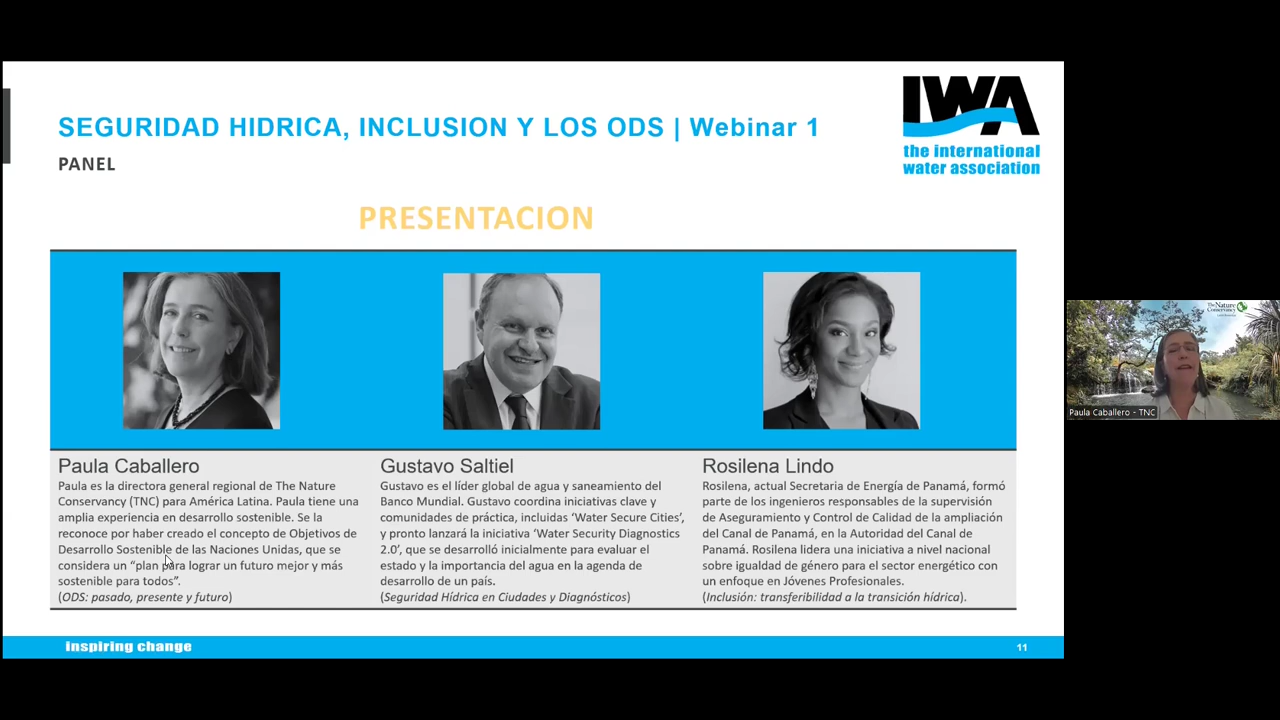 SEGURIDAD HIDRICA, INCLUSION Y LOS ODS | Webinar 1
PANEL
IWA
the international
water association
PRESENTACION
Paula Caballero
Paula es la directora general regional de The Nature
Conservancy (TNC) para América Latina. Paula tiene una
amplia experiencia en desarrollo sostenible. Se la
reconoce por haber creado el concepto de Objetivos de
Desarrollo Sostenible de las Naciones Unidas, que se
considera un “plan para lograr un futuro mejor y más
sostenible para todos”.
(ODS: pasado, presente y futuro)
Gustavo Saltiel
Gustavo es el líder global de agua y saneamiento del
Banco Mundial. Gustavo coordina iniciativas clave y
comunidades de práctica, incluidas ‘Water Secure Cities’,
y pronto lanzará la iniciativa ‘Water Security Diagnostics
2.0’, que se desarrolló inicialmente para evaluar el
estado y la importancia del agua en la agenda de
desarrollo de un país.
(Seguridad Hídrica en Ciudades y Diagnósticos)
Rosilena Lindo
Rosilena, actual Secretaria de Energía de Panamá, formó
parte de los ingenieros responsables de la supervisión
de Aseguramiento y Control de Calidad de la ampliación
del Canal de Panamá, en la Autoridad del Canal de
Panamá. Rosilena lidera una iniciativa a nivel nacional
sobre igualdad de género para el sector energético con
un enfoque en Jóvenes Profesionales.
(Inclusión: transferibilidad a la transición hídrica).
inspiring change
11
The Nature
Conservancy
Paula Caballero - TNC